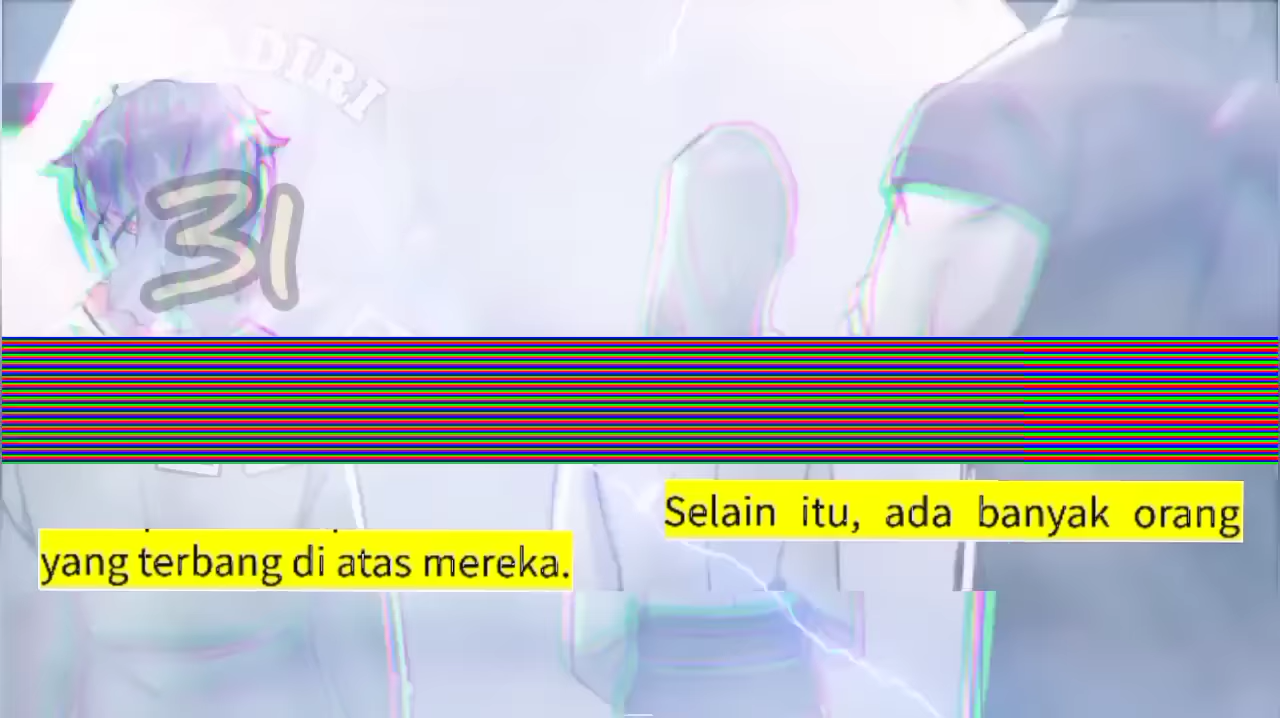 DIRI
31
Selain itu, ada banyak orang
yang terbang di atas mereka.